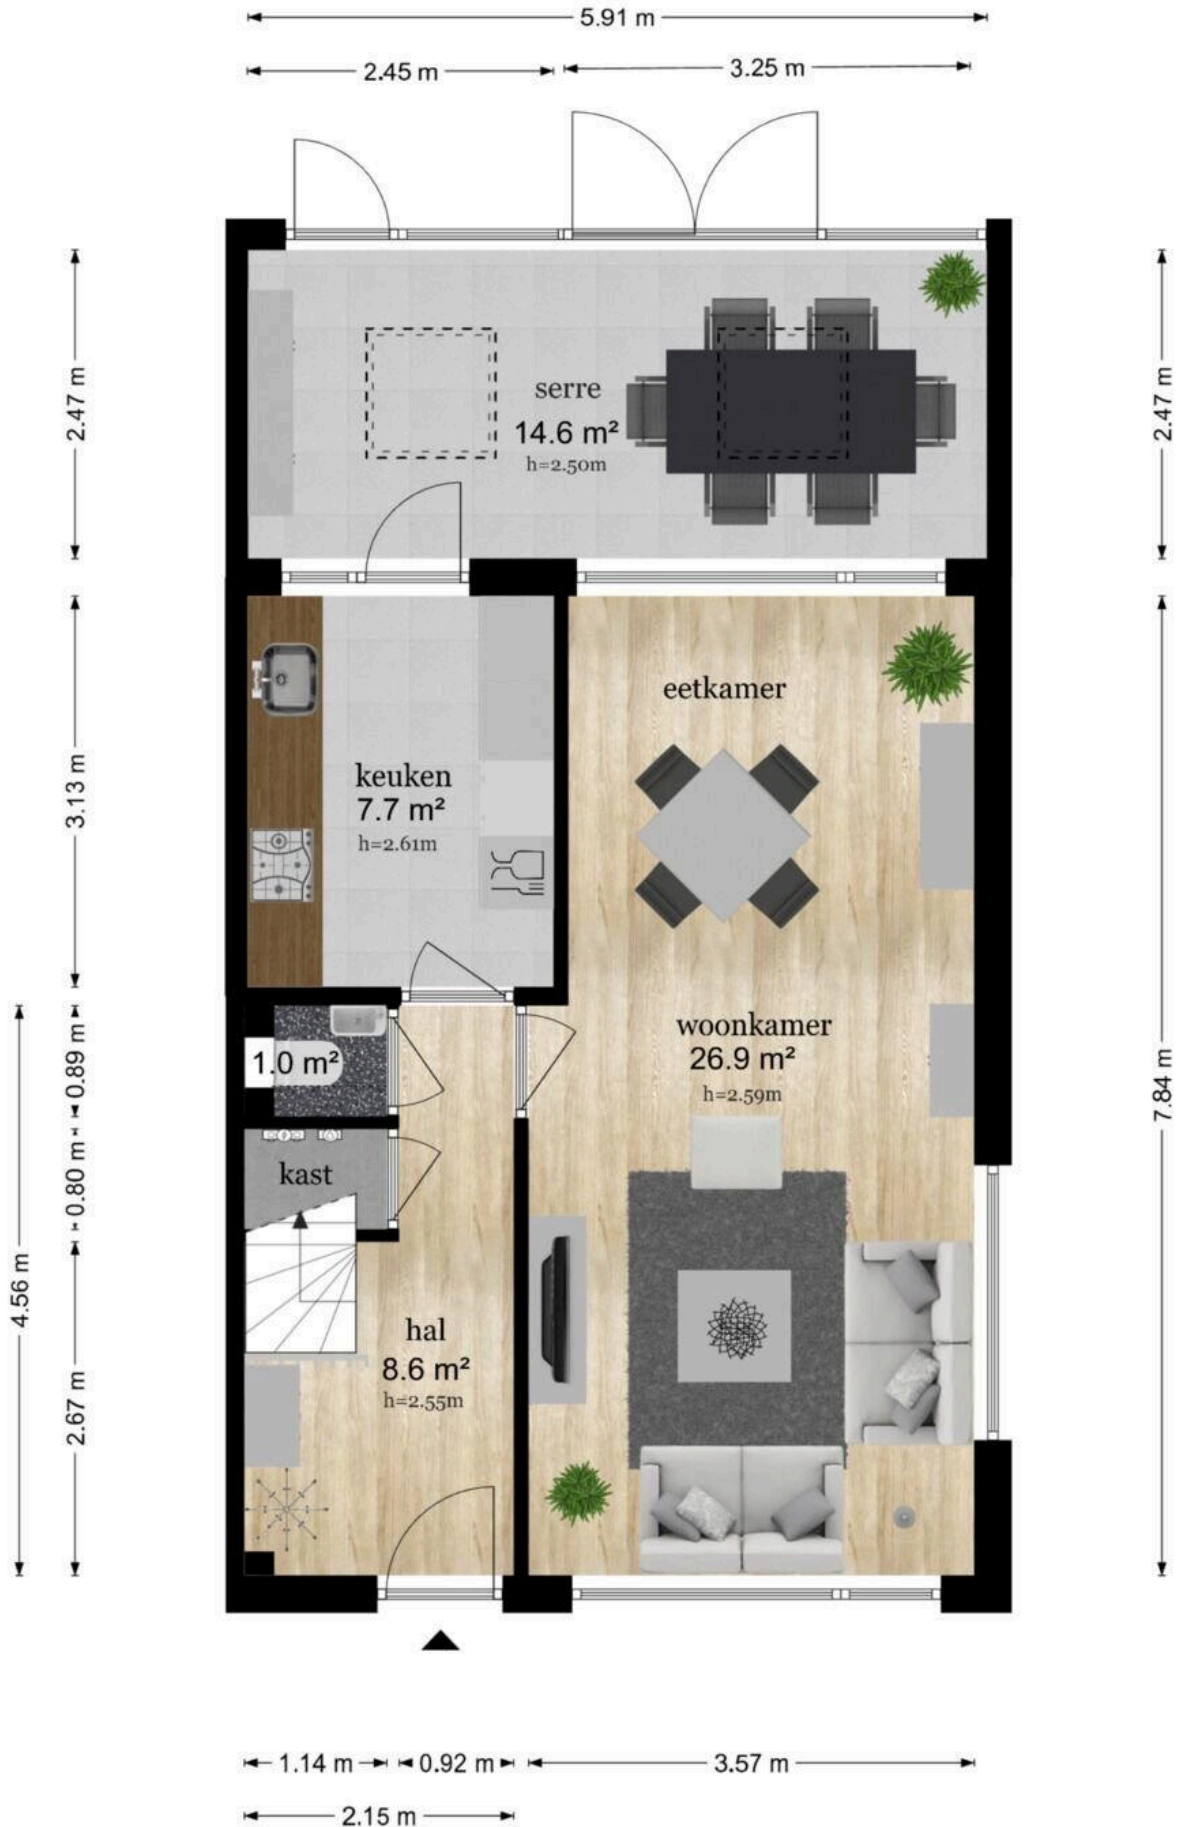 5.91 m
2.45 m
3.25 m
2.47 m
2.47 m
serre
14.6 m²
h=2.50m
eetkamer
keuken
7.7 m²
h=2.61m
3.13 m
woonkamer
26.9 m²
h=2.59m
1.0 m²
0.89 m
7.84 m
kast
0.80 m
4.56 m
hal
8.6 m²
h=2.55m
2.67 m
1.14 m
0.92 m
3.57 m
2.15 m